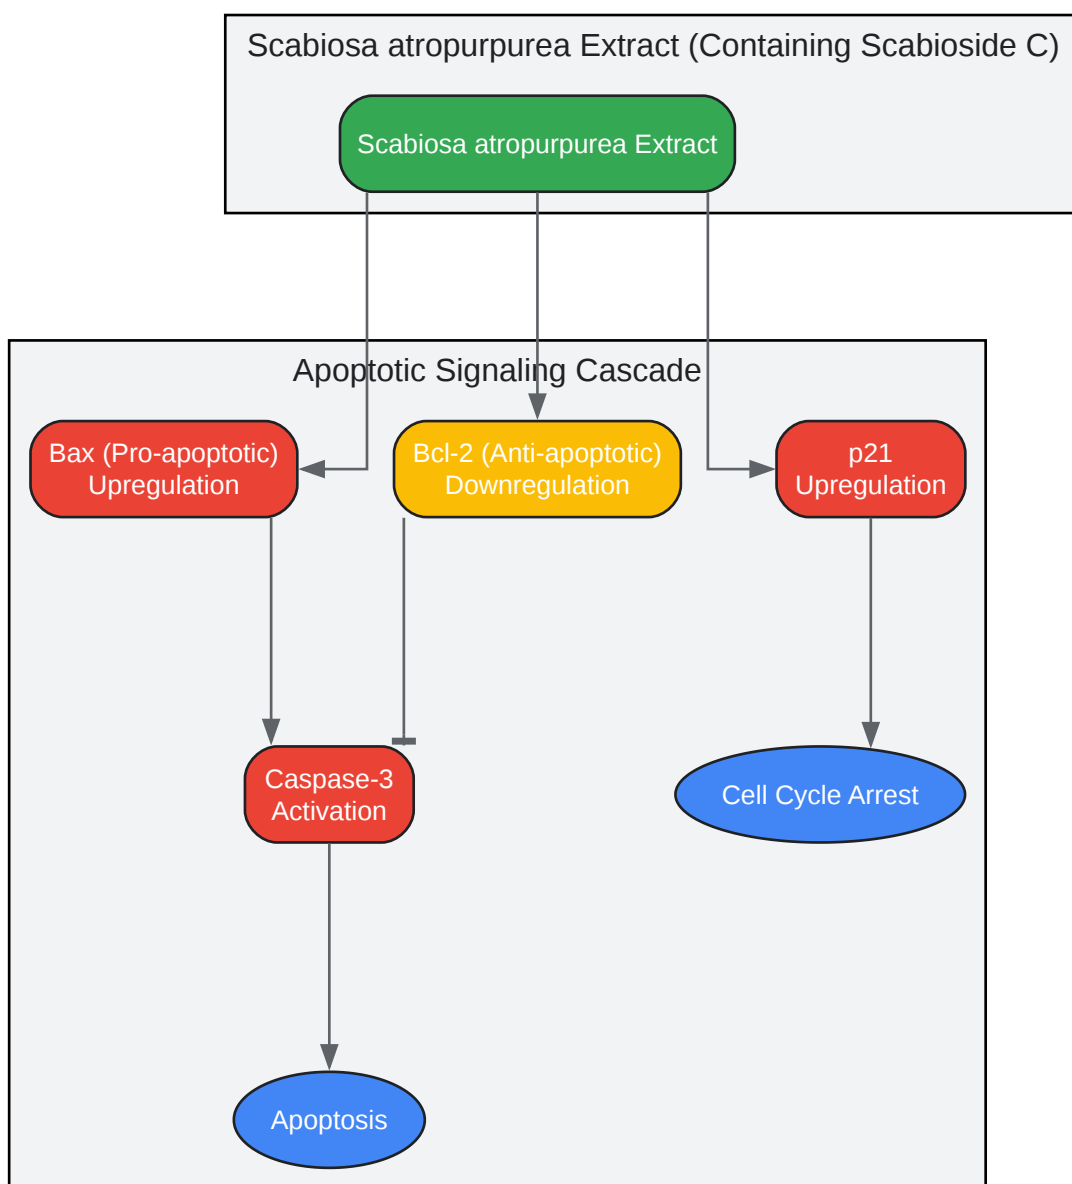 Scabiosa atropurpurea Extract (Containing Scabioside C)
Scabiosa atropurpurea Extract
Apoptotic Signaling Cascade
Bax (Pro-apoptotic)
Upregulation
Bcl-2 (Anti-apoptotic)
Downregulation
p21
Upregulation
Caspase-3
Activation
Cell Cycle Arrest
Apoptosis